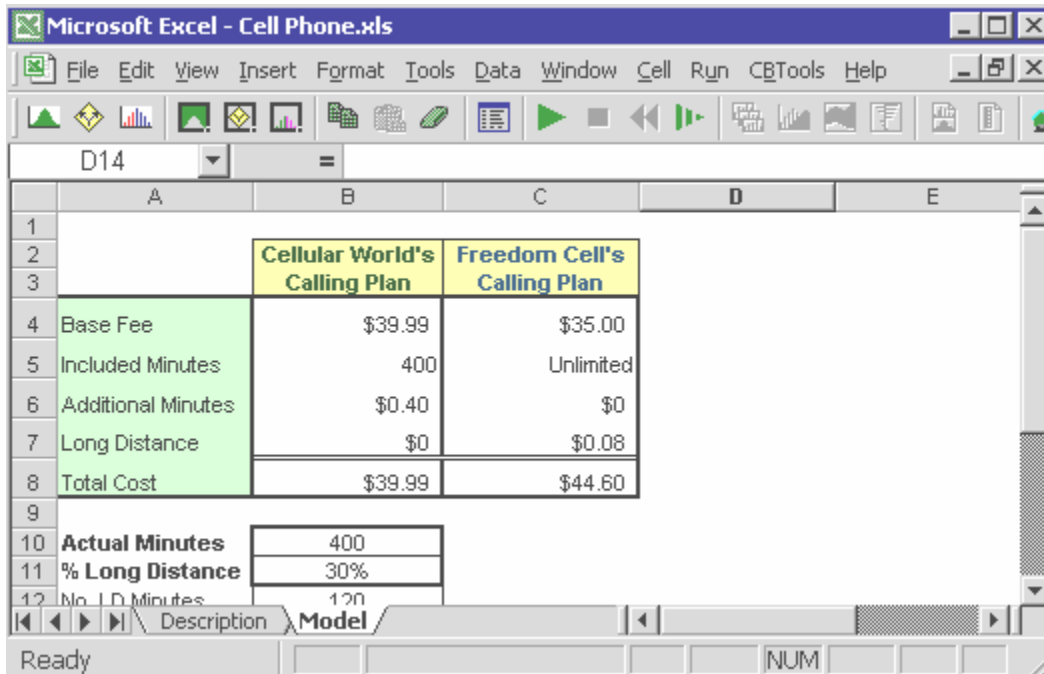 Microsoft Excel - Cell Phone.xls
File Edit View Insert Format Tools Data Window Cell Run CBTools Help
D14 =
A B C D E
1
2 Cellular World's Freedom Cell's
3 Calling Plan Calling Plan
4 Base Fee $39.99 $35.00
5 Included Minutes 400 Unlimited
6 Additional Minutes $0.40 $0
7 Long Distance $0 $0.08
8 Total Cost $39.99 $44.60
9
10 Actual Minutes 400
11 % Long Distance 30%
12 No. LD Minutes 120
Description Model
Ready NUM